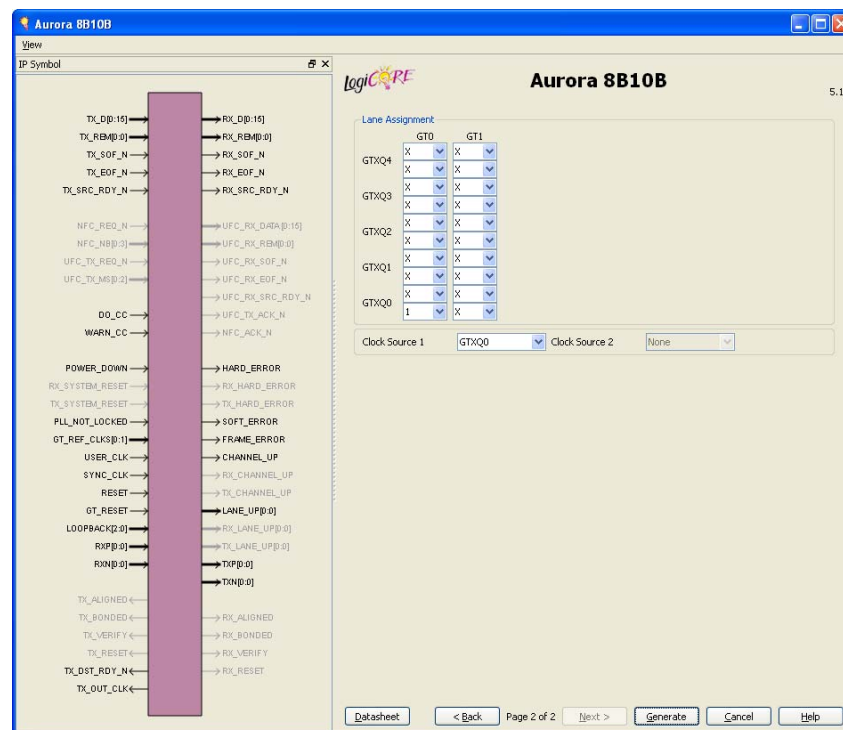 Aurora 8B10B
View
IP Symbol
TX_D[0:15]
TX_REM[0:0]
TX_SOF_N
TX_EOF_N
TX_SRC_RDY_N
NFC_REQ_N
NFC_NB[0:3]
UFC_TX_REQ_N
UFC_TX_MS[0:2]
DO_CC
WARN_CC
POWER_DOWN
RX_SYSTEM_RESET
TX_SYSTEM_RESET
PLL_NOT_LOCKED
GT_REF_CLKS[0:1]
USER_CLK
SYNC_CLK
RESET
GT_RESET
LOOPBACK[2:0]
RXP[0:0]
RXN[0:0]
TX_ALIGNED
TX_BONDED
TX_VERIFY
TX_RESET
TX_DST_RDY_N
TX_OUT_CLK
RX_D[0:15]
RX_REM[0:0]
RX_SOF_N
RX_EOF_N
RX_SRC_RDY_N
UFC_RX_DATA[0:15]
UFC_RX_REM[0:0]
UFC_RX_SOF_N
UFC_RX_EOF_N
UFC_RX_SRC_RDY_N
UFC_TX_ACK_N
NFC_ACK_N
HARD_ERROR
RX_HARD_ERROR
TX_HARD_ERROR
SOFT_ERROR
FRAME_ERROR
CHANNEL_UP
RX_CHANNEL_UP
TX_CHANNEL_UP
LANE_UP[0:0]
RX_LANE_UP[0:0]
TX_LANE_UP[0:0]
TXP[0:0]
TXN[0:0]
RX_ALIGNED
RX_BONDED
RX_VERIFY
RX_RESET
logiCORE
Aurora 8B10B
5.1
Lane Assignment
GT0 GT1
GTXQ4
X X
X X
GTXQ3
X X
X X
GTXQ2
X X
X X
GTXQ1
X X
X X
GTXQ0
X X
1 X
Clock Source 1 GTXQ0 Clock Source 2 None
Datasheet < Back Page 2 of 2 Next > Generate Cancel Help